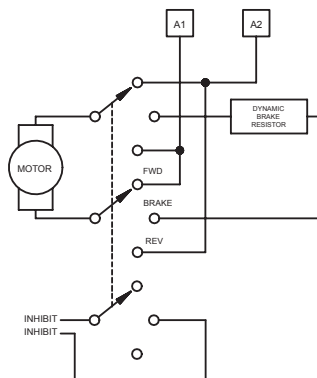 A1
A2
DYNAMIC
BRAKE
RESISTOR
MOTOR
FWD
BRAKE
REV
INHIBIT
INHIBIT